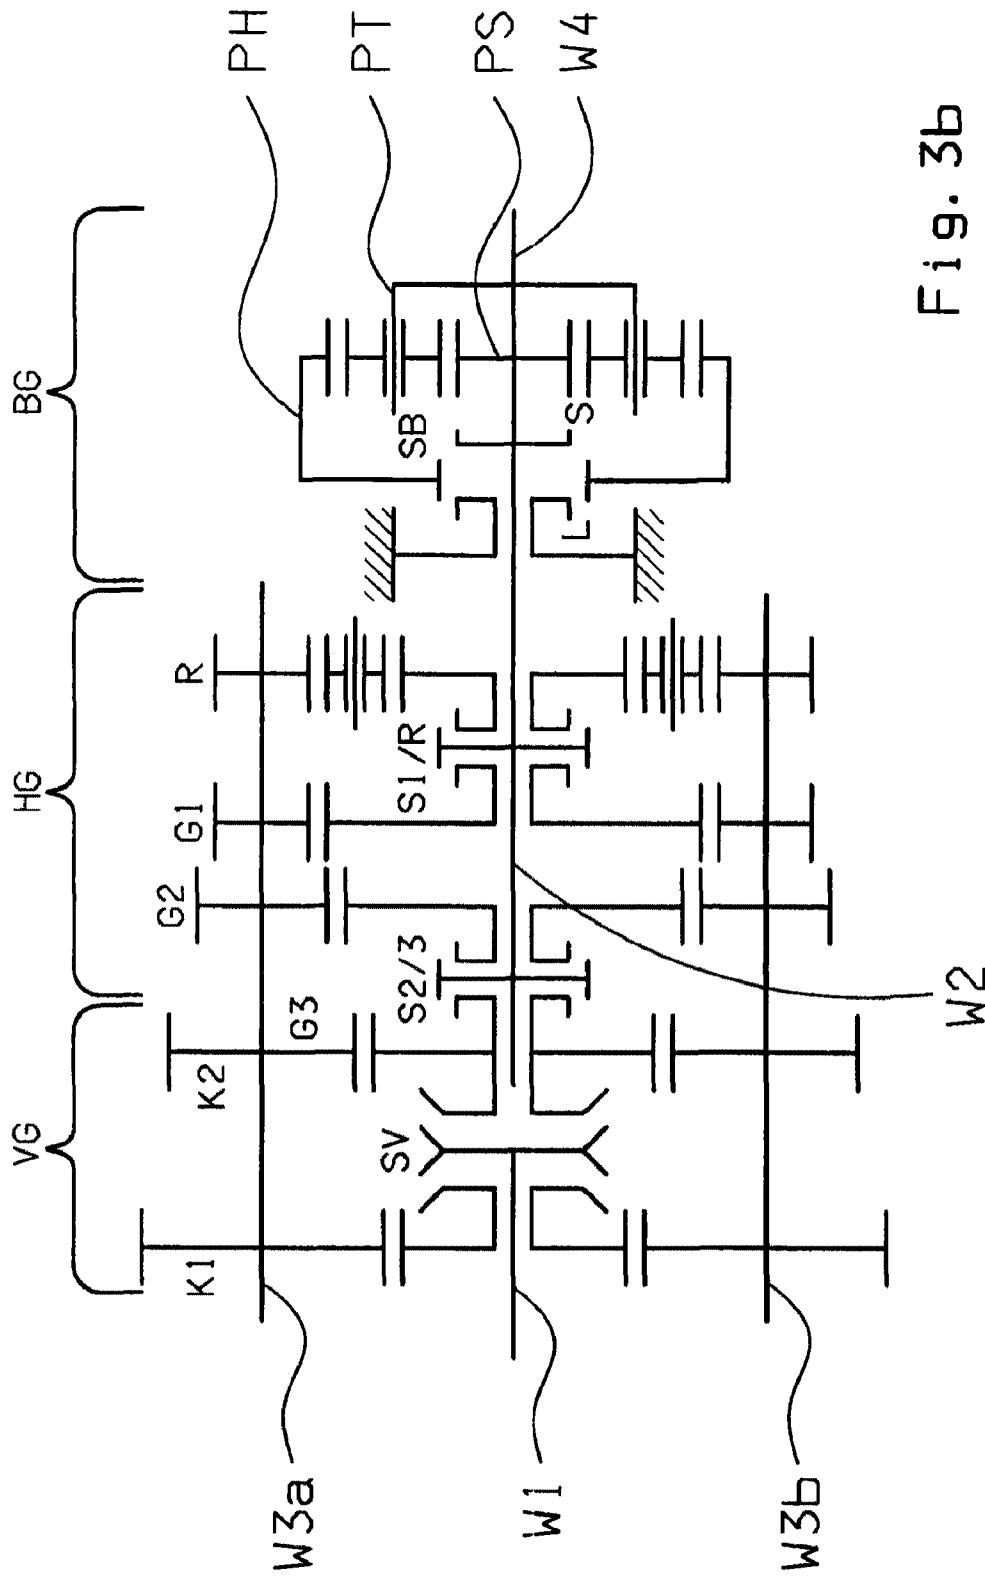 VG HG BG
K1 K2 G3 G2 G1 R
SV S2/3 S1/R SB
S
W3a
W1
W3b
W2
PH
PT
PS
W4
Fig. 3b